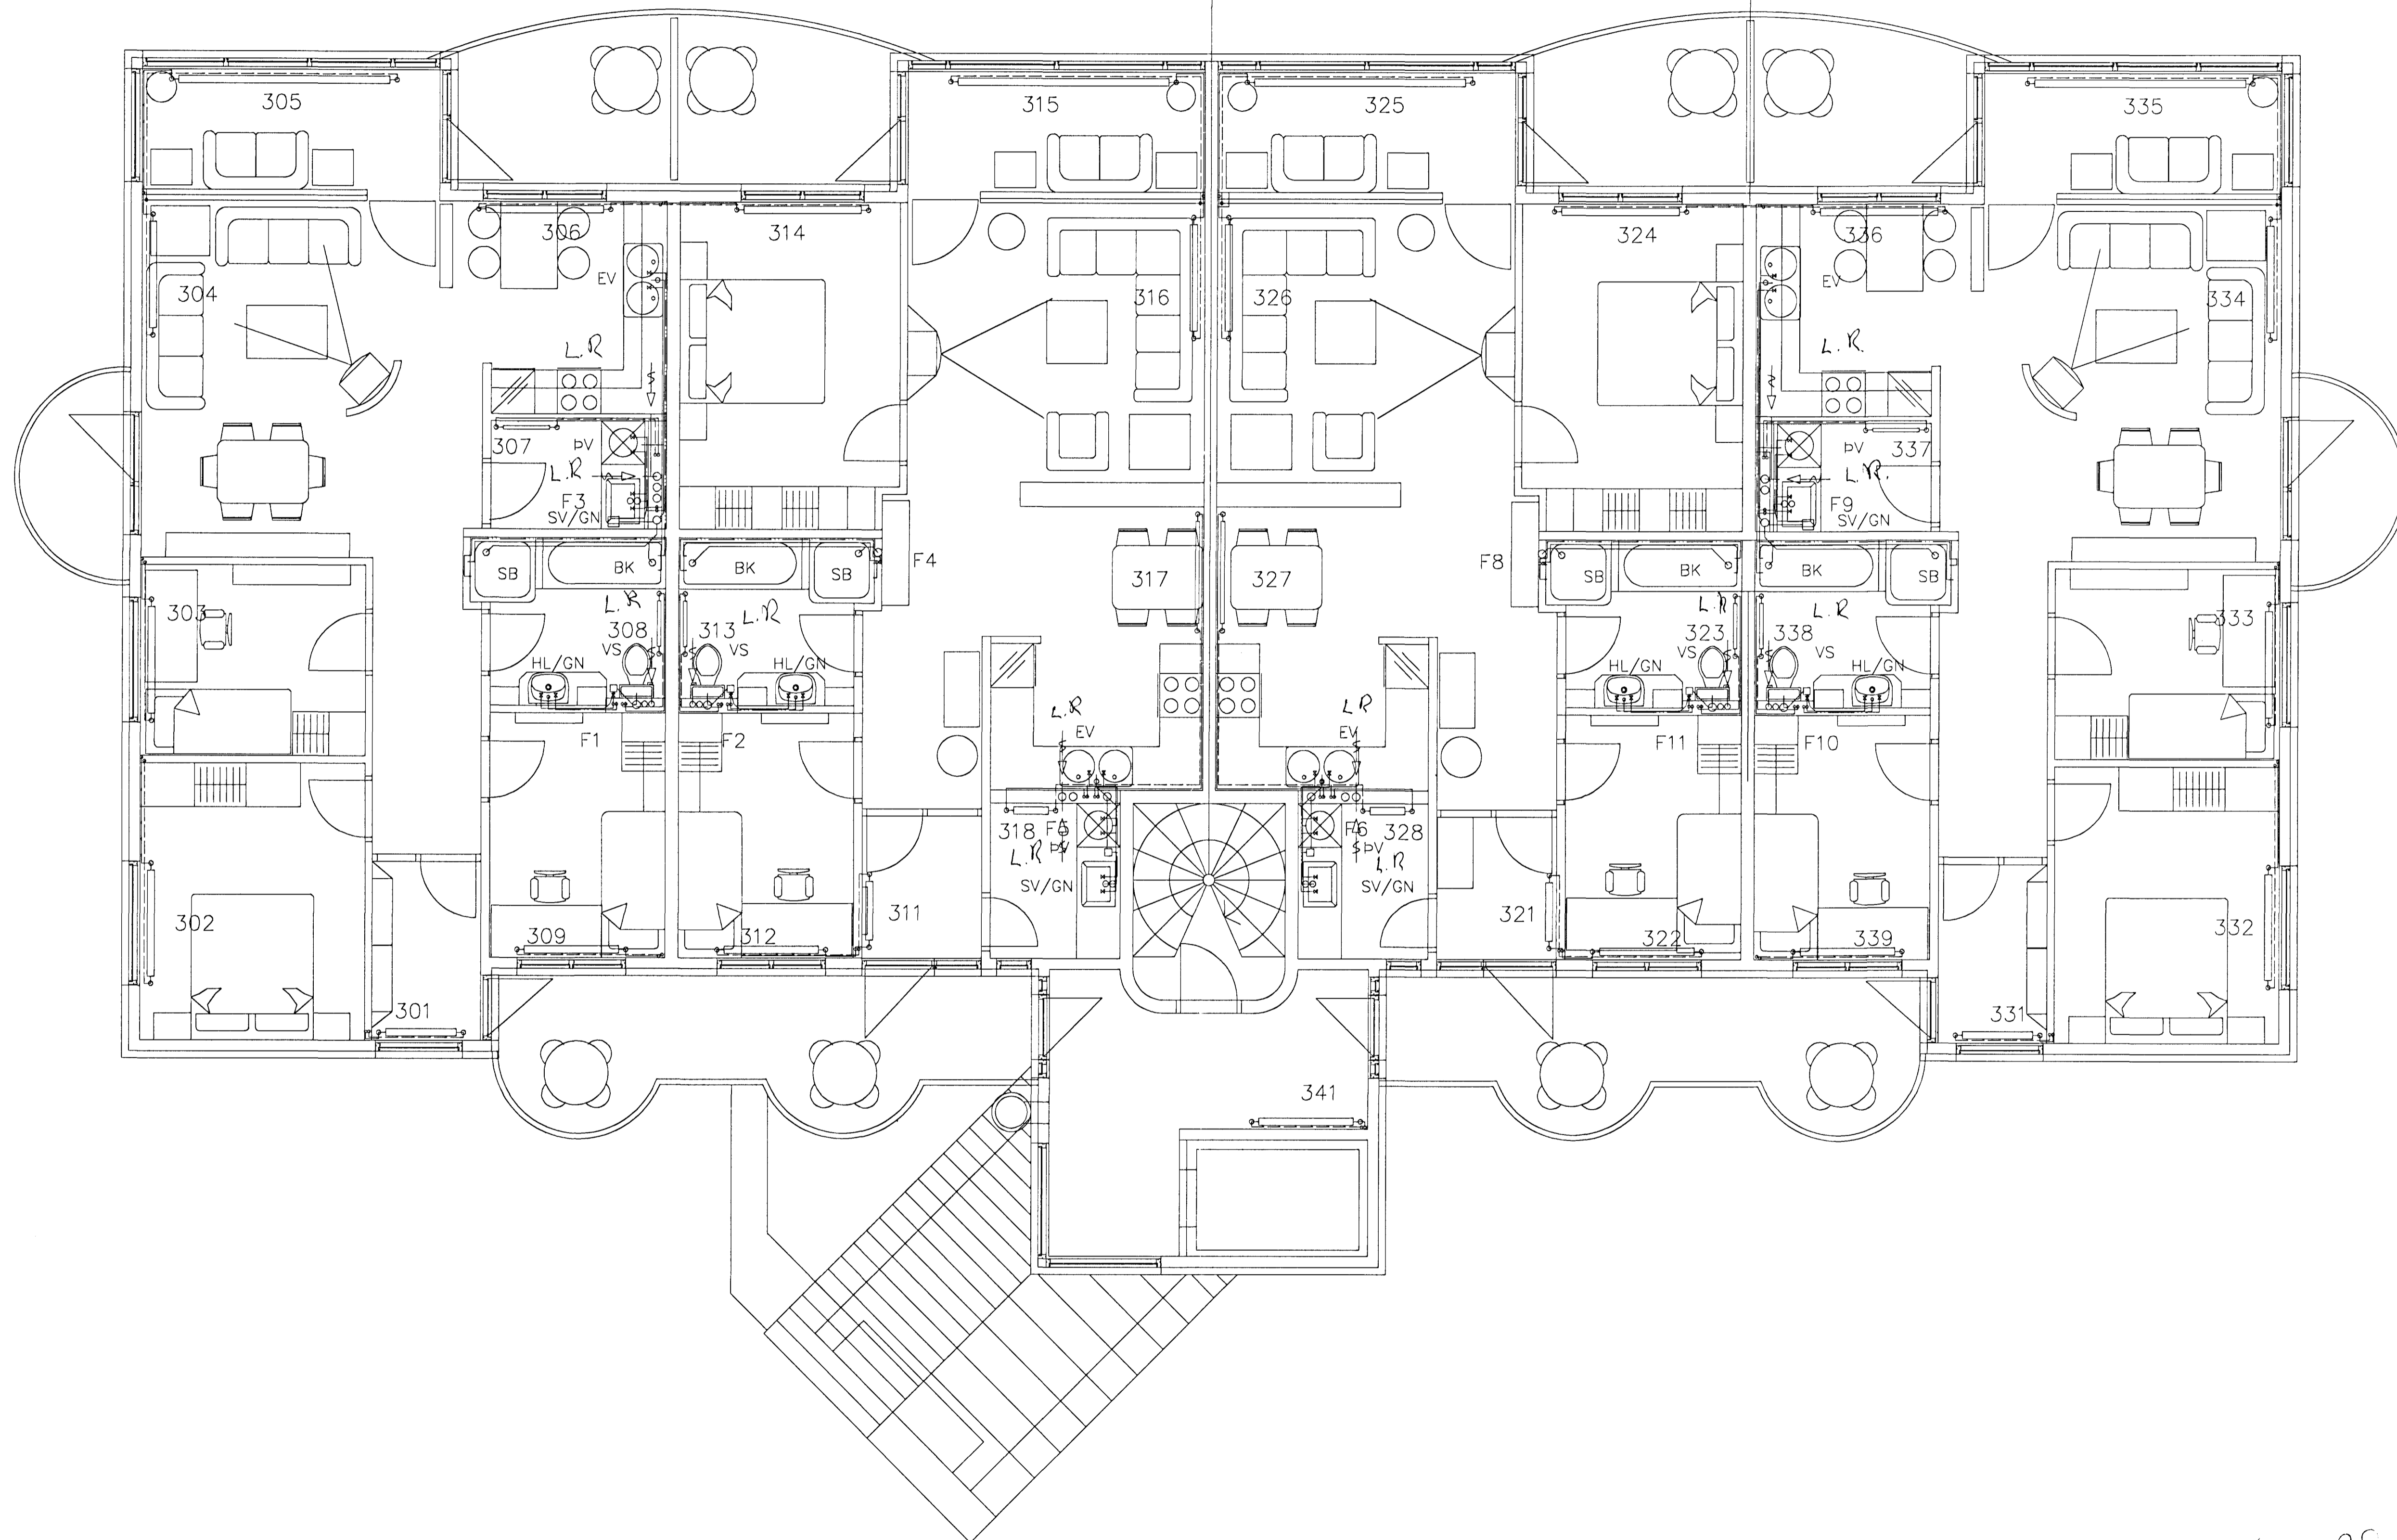 305
315
325
335
306
314
324
336
304
EV
316
326
EV
334
L.R
L.R.
307
ÞV
ÞV
337
L.R
L.R.
F3
SV/GN
F9
SV/GN
SB
BK
BK
SB
F4
317
327
F8
SB
BK
BK
SB
303
L.R
308
VS
L.R
313
VS
L.R
323
VS
L.R
338
VS
333
HL/GN
HL/GN
HL/GN
HL/GN
F1
F2
L.R
EV
L.R
EV
F11
F10
318
F5
ÞV
L.R
SV/GN
F6
328
ÞV
L.R
SV/GN
302
309
312
311
321
322
339
332
301
331
341